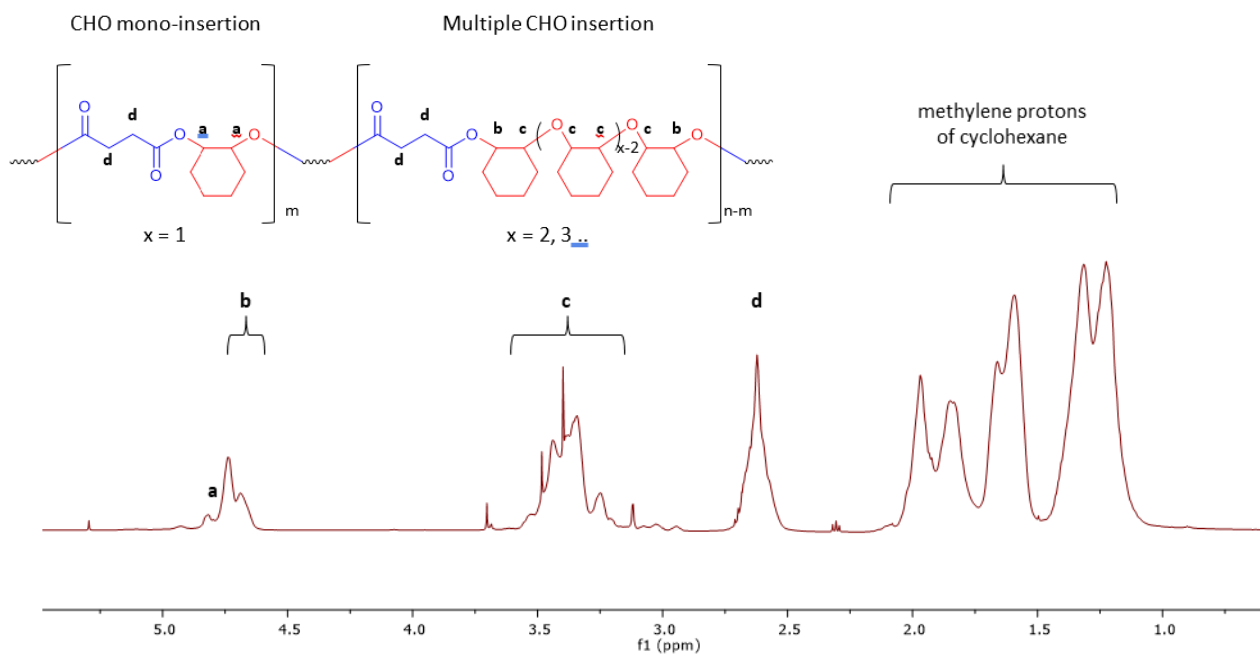 CHO mono-insertion Multiple CHO insertion
methylene protons
of cyclohexane
O d O a a O
d O
m
x = 1
O d O b c O c c O c b O
d O
x-2
n-m
x = 2, 3 ..
b c d
a
5.0 4.5 4.0 3.5 3.0 2.5 2.0 1.5 1.0
f1 (ppm)